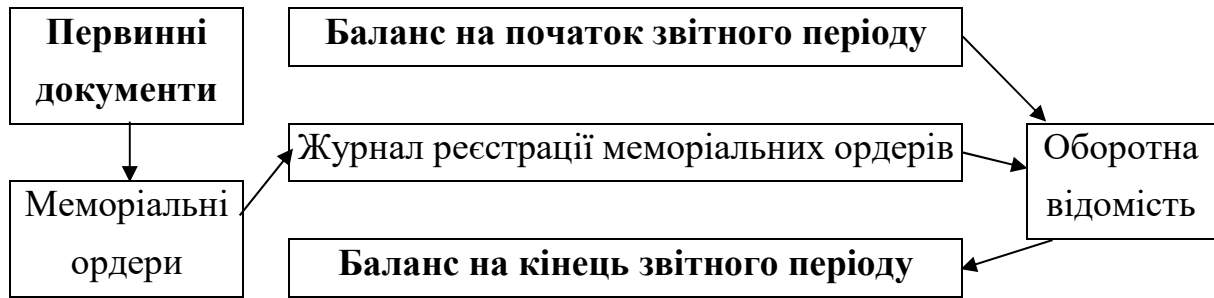 Первинні
документи
Баланс на початок звітного періоду
Журнал реєстрації меморіальних ордерів
Оборотна
відомість
Меморіальні
ордери
Баланс на кінець звітного періоду